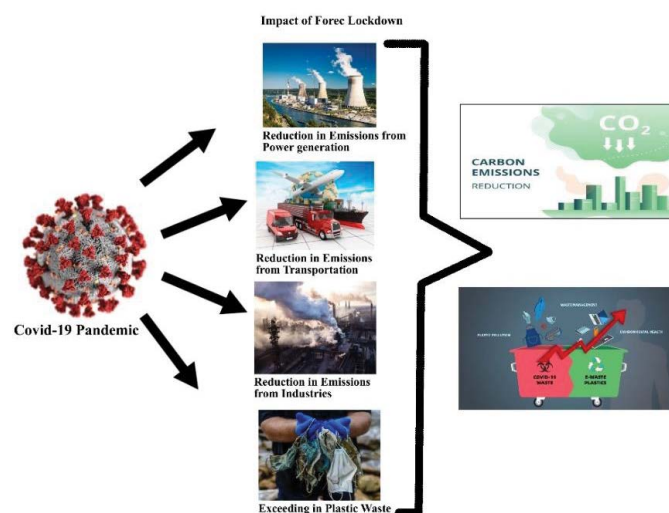 Impact of Forec Lockdown
Reduction in Emissions from
Power generation
Reduction in Emissions
from Transportation
Covid-19 Pandemic
Reduction in Emissions
from Industries
Exceeding in Plastic Waste
CO2
CARBON
EMISSIONS
REDUCTION
WASTE MANAGEMENT
PLASTIC POLLUTION
ENVIRONMENTAL HEALTH
COVID-19
WASTE
E-WASTE
PLASTICS